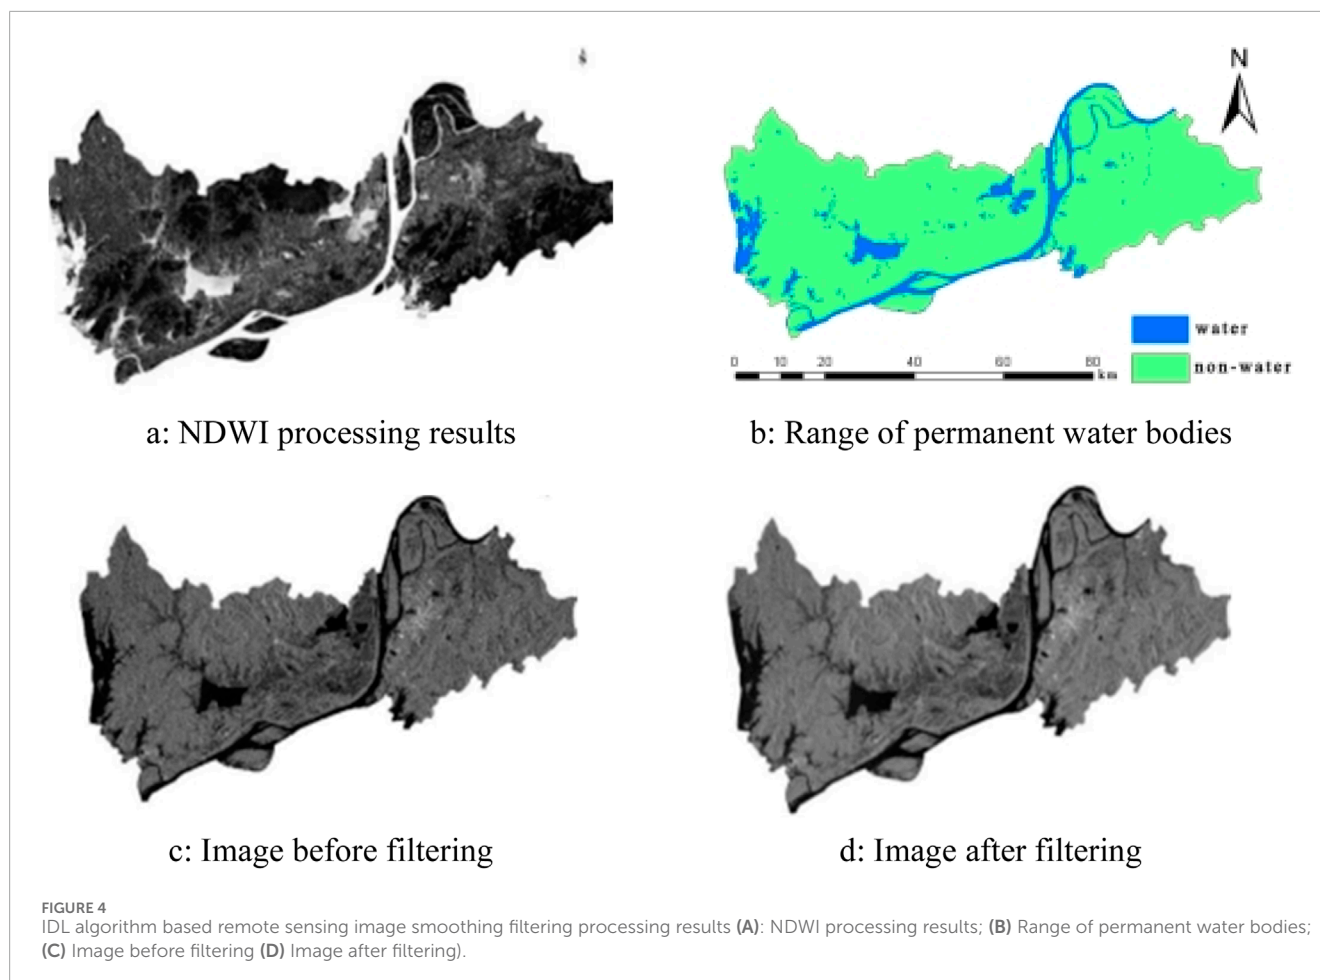 N
water
0 10 20 40 60 80
km
non-water
a: NDWI processing results
b: Range of permanent water bodies
c: Image before filtering
d: Image after filtering
FIGURE 4
IDL algorithm based remote sensing image smoothing filtering processing results (A): NDWI processing results; (B) Range of permanent water bodies;
(C) Image before filtering (D) Image after filtering).